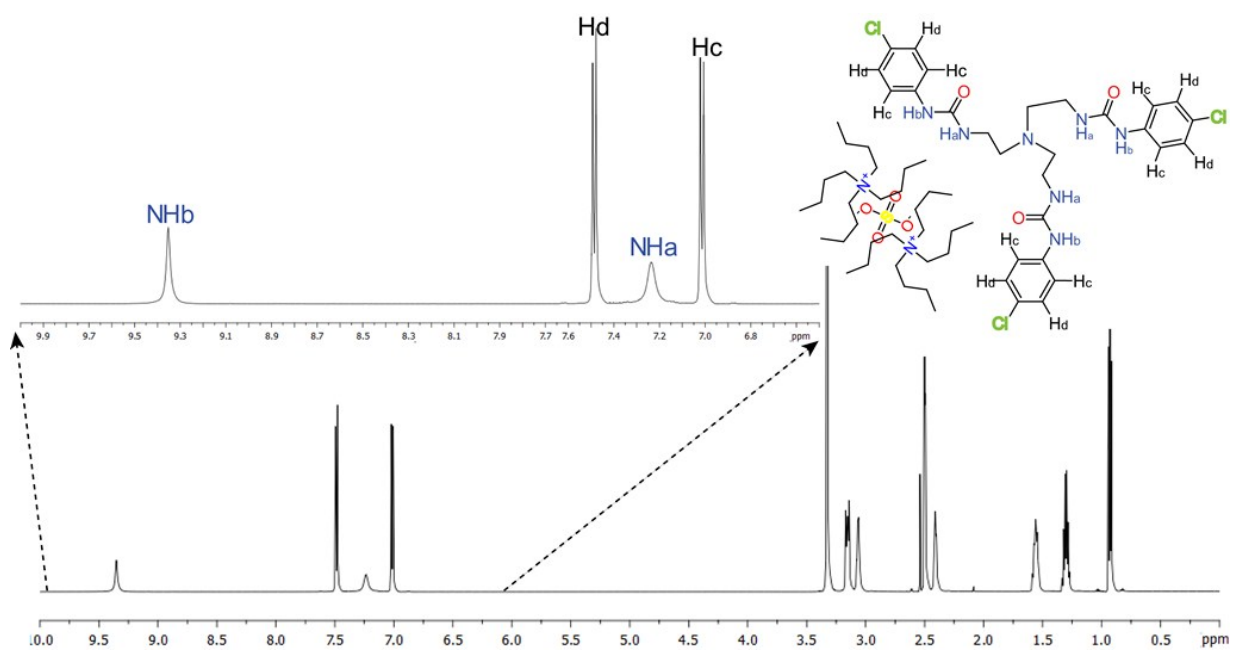 Hd
Hc
NHb
NHa
9.9 9.7 9.5 9.3 9.1 8.9 8.7 8.5 8.3 8.1 7.9 7.8 7.6 7.4 7.2 7.0 6.8 ppm
Cl
Hd
Hd
Hc
Hc
HbN
O
HaN
N
O
NH
a
N
Hb
Hc
Hd
Cl
Hd
Hc
NHa
O
NHb
Hc
Hd
Hc
Cl
Hd
N+
O
O
S
O
O
N+
10.0 9.5 9.0 8.5 8.0 7.5 7.0 6.5 6.0 5.5 5.0 4.5 4.0 3.5 3.0 2.5 2.0 1.5 1.0 0.5 ppm